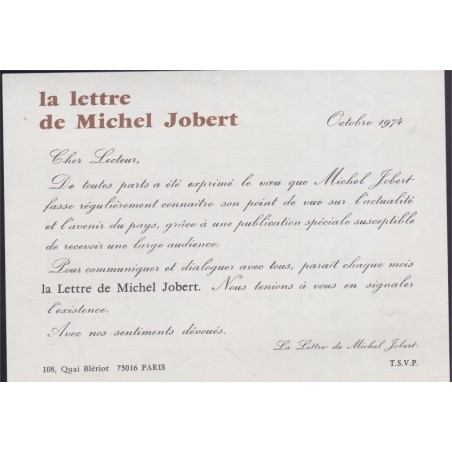 la lettre
de Michel Jobert
Octobre 1974
Cher Lecteur,
De toutes parts a été exprimé le vœu que Michel Jobert
fasse régulièrement connaître son point de vue sur l'actualité
et l'avenir du pays, grâce à une publication spéciale susceptible
de recevoir une large audience.
Pour communiquer et dialoguer avec tous, paraît chaque mois
la Lettre de Michel Jobert. Nous tenions à vous en signaler
l'existence.
Avec nos sentiments dévoués.
La Lettre de Michel Jobert.
108, Quai Blériot 75016 PARIS
T.S.V.P.